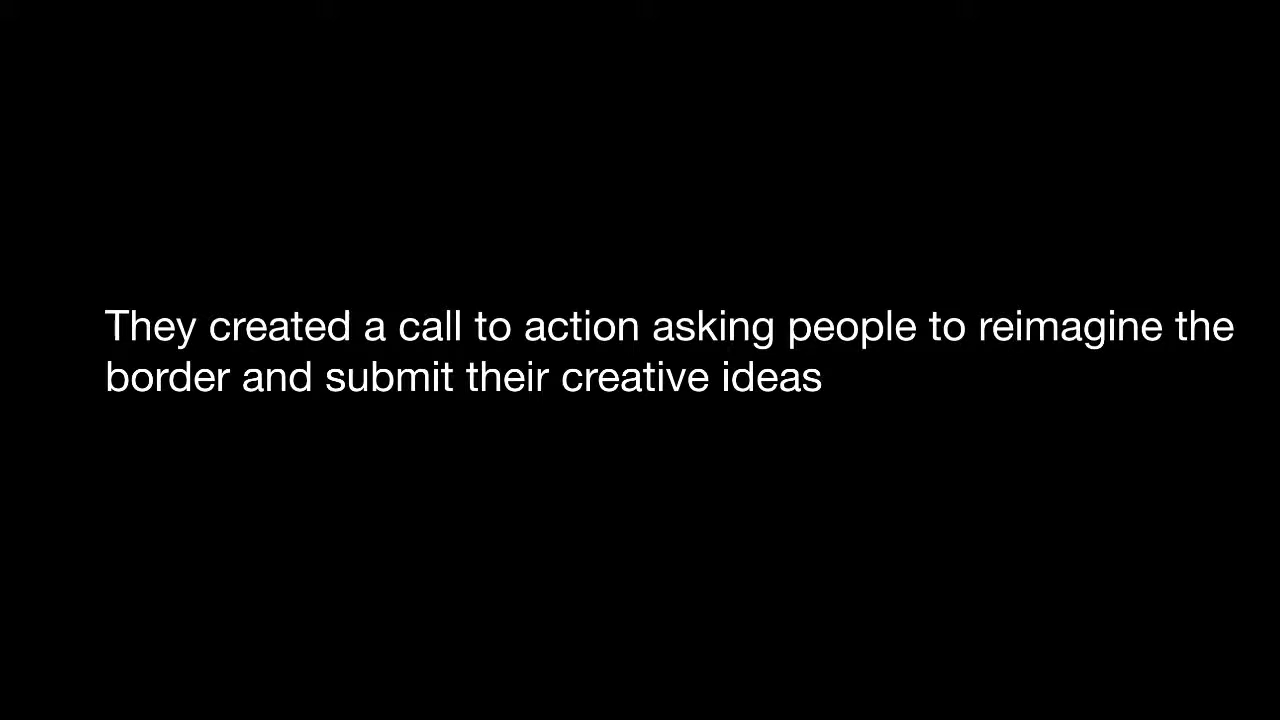 They created a call to action asking people to reimagine the
border and submit their creative ideas